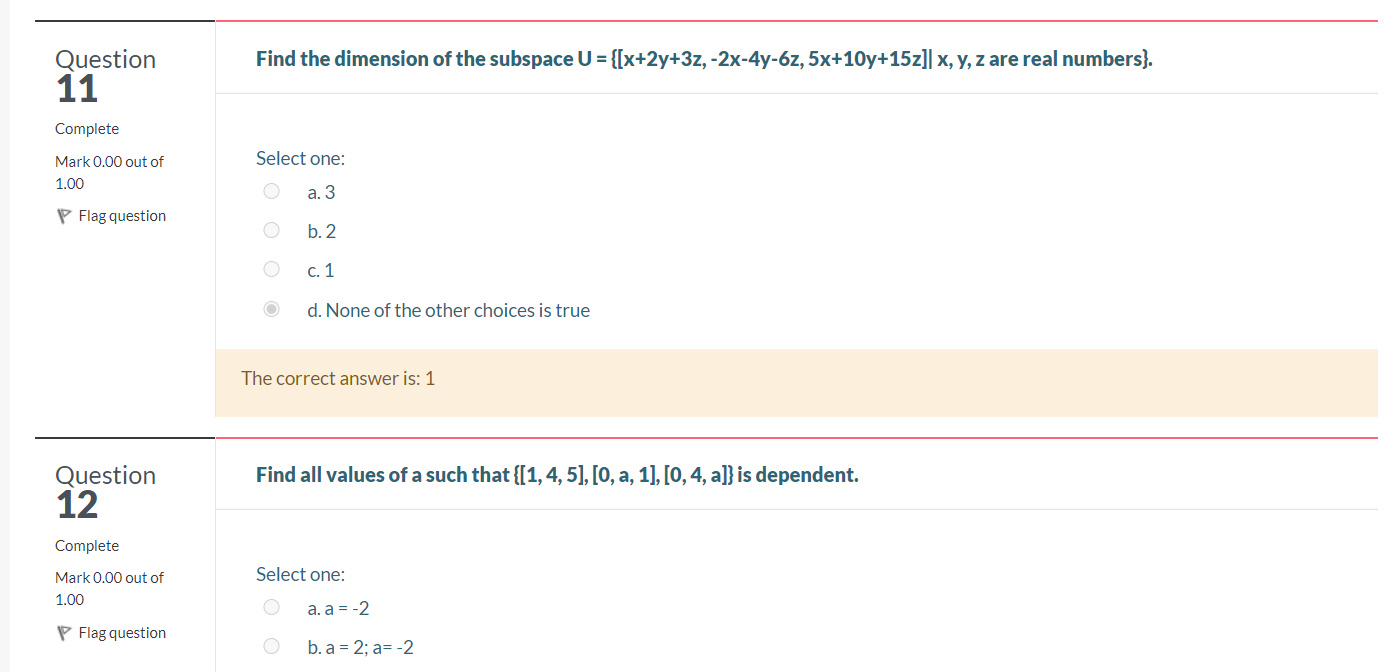 Question
11
Complete
Mark 0.00 out of
1.00
Flag question
Find the dimension of the subspace U = {[x+2y+3z, -2x-4y-6z, 5x+10y+15z]| x, y, z are real numbers}.
Select one:
a. 3
b. 2
c. 1
d. None of the other choices is true
The correct answer is: 1
Question
12
Complete
Mark 0.00 out of
1.00
Flag question
Find all values of a such that {[1, 4, 5], [0, a, 1], [0, 4, a]} is dependent.
Select one:
a. a = -2
b. a = 2; a= -2